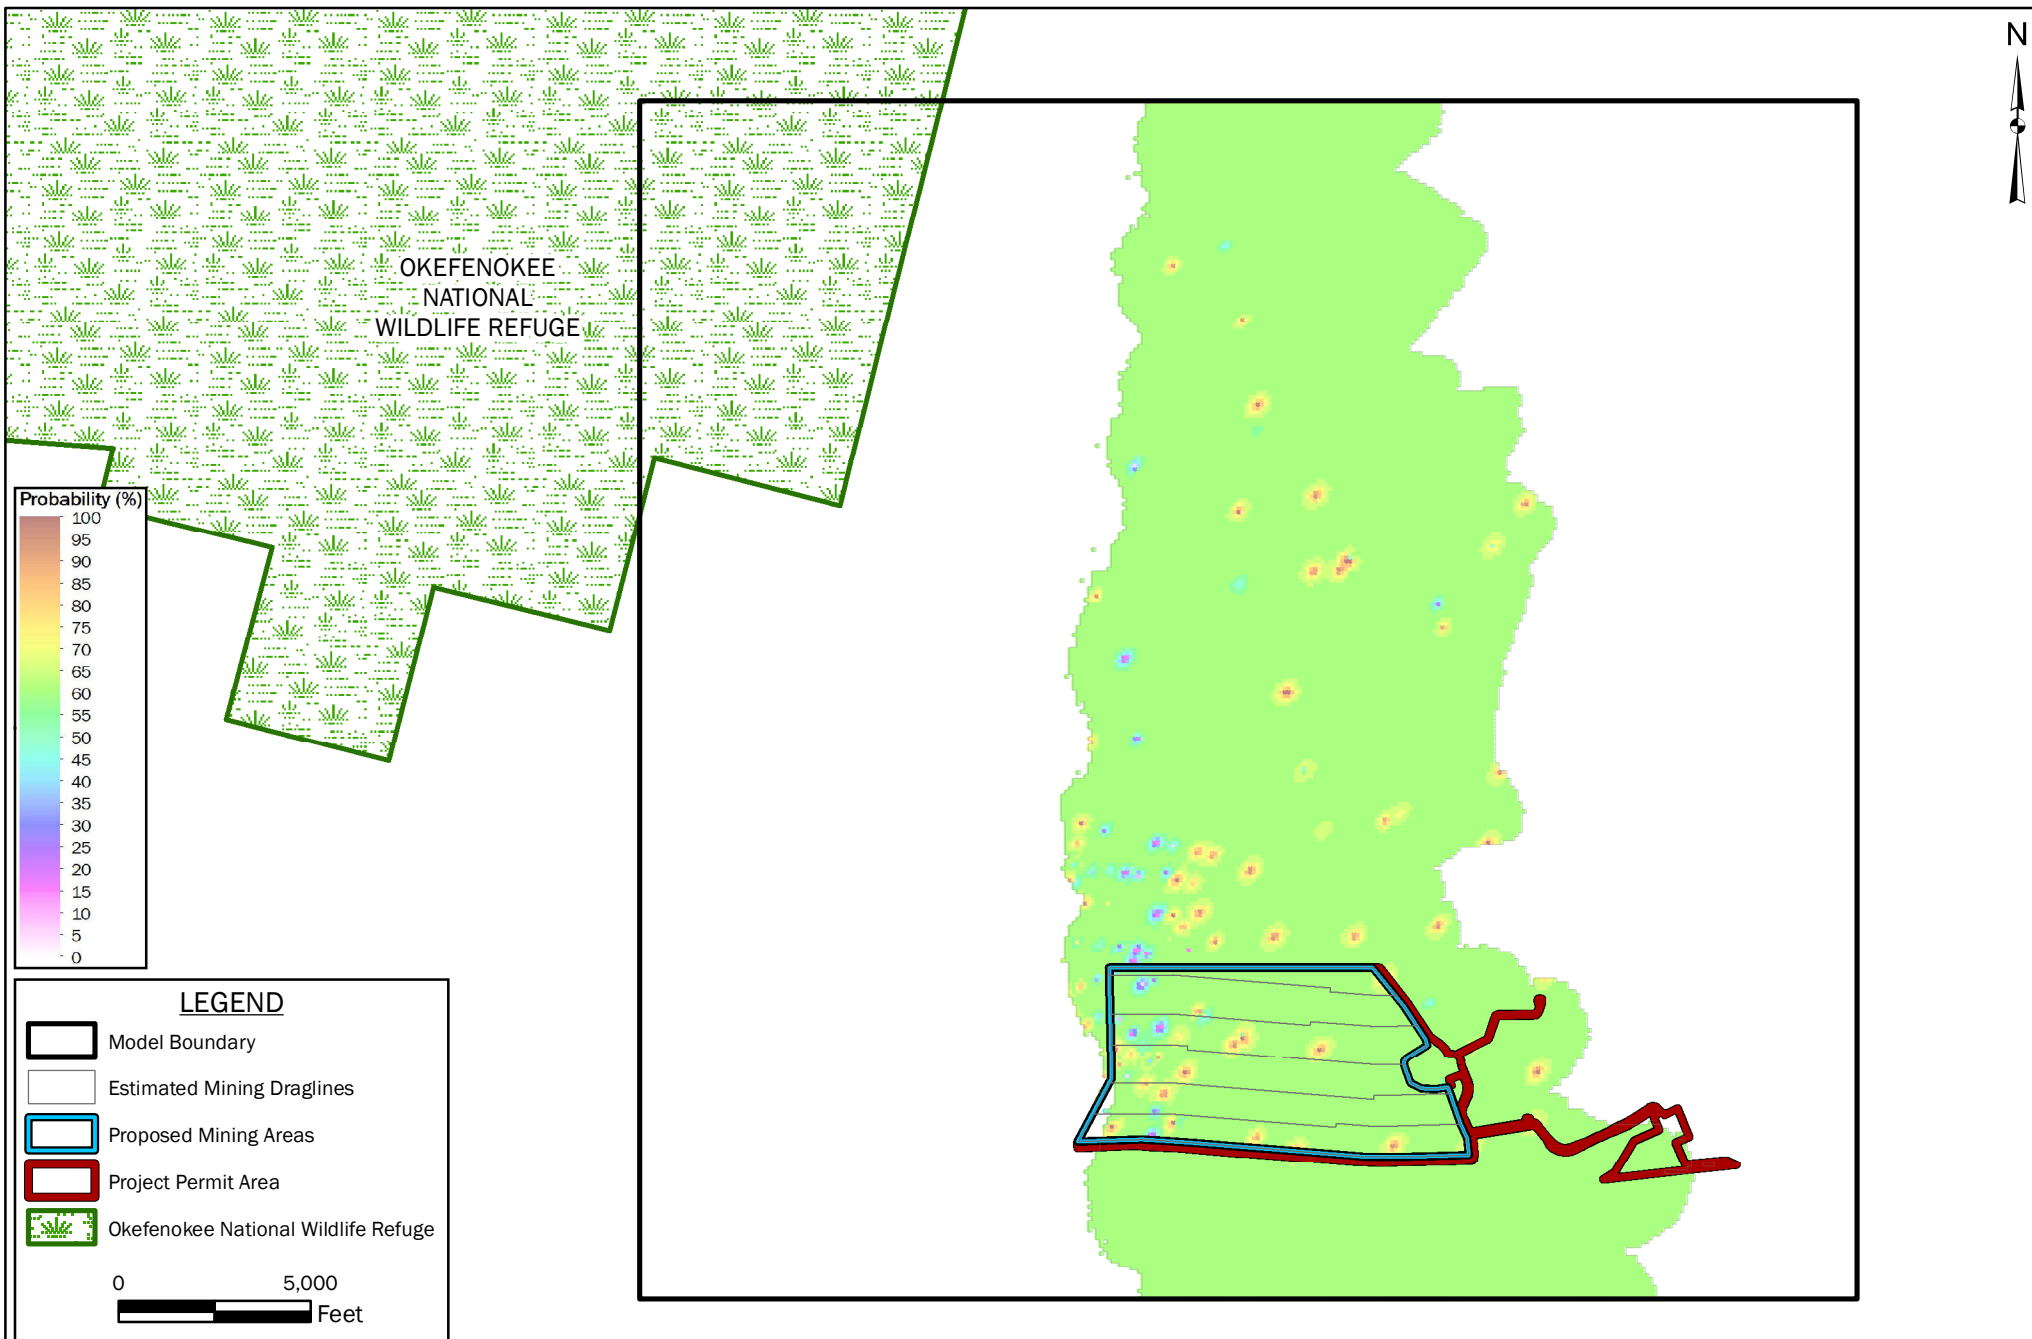 N
OKEFENOKEE
NATIONAL
WILDLIFE REFUGE
Probability (%)
100
95
90
85
80
75
70
65
60
55
50
45
40
35
30
25
20
15
10
5
0
LEGEND
Model Boundary
Estimated Mining Draglines
Proposed Mining Areas
Project Permit Area
Okefenokee National Wildlife Refuge
0 5,000
Feet